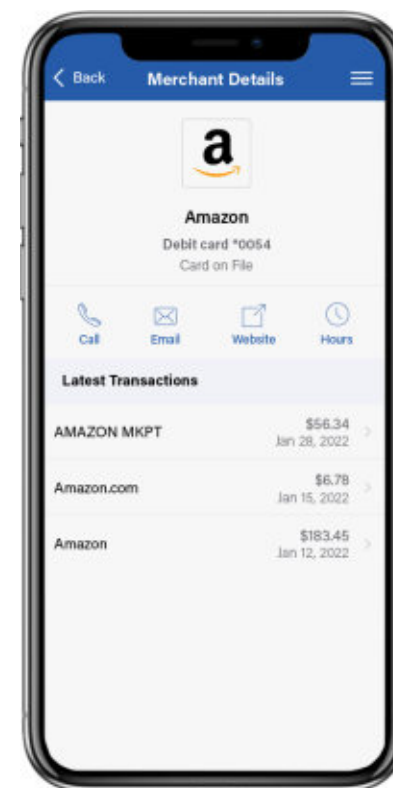 Back Merchant Details
a
Amazon
Debit card *0054
Card on File
Call Email Website Hours
Latest Transactions
AMAZON MKPT $56.34
Jan 28, 2022
Amazon.com $6.78
Jan 15, 2022
Amazon $183.45
Jan 12, 2022